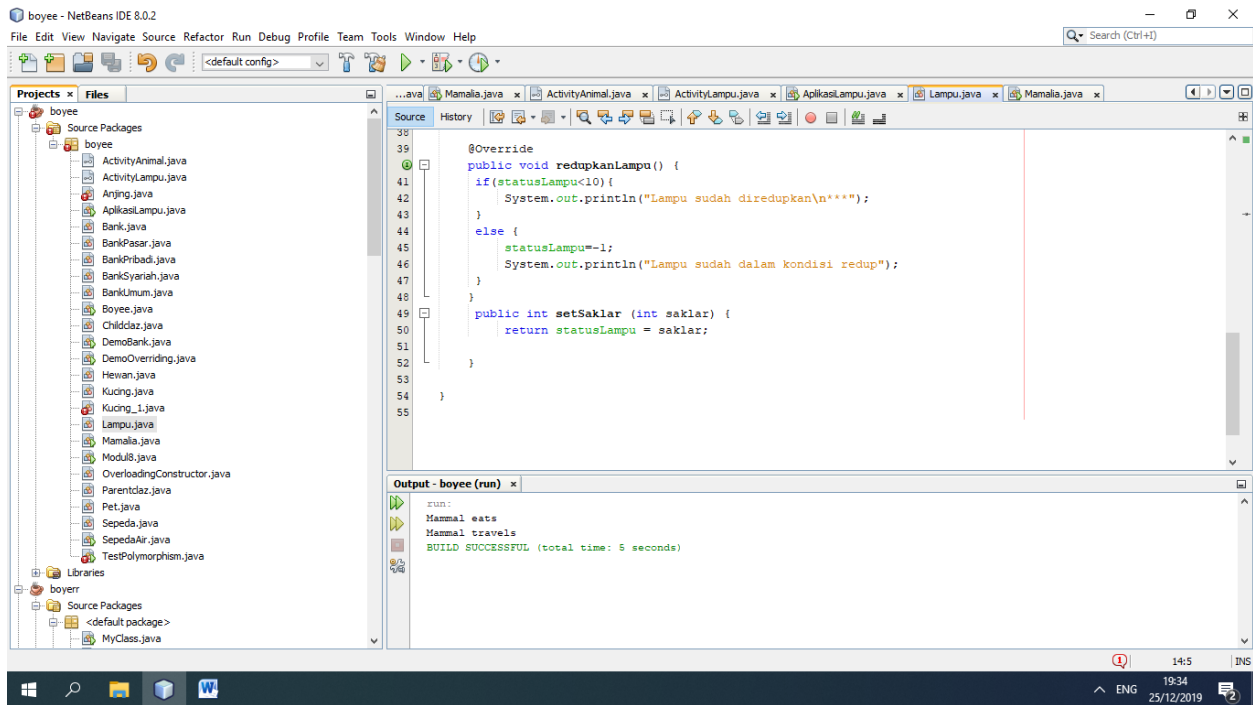 boyee - NetBeans IDE 8.0.2
File Edit View Navigate Source Refactor Run Debug Profile Team Tools Window Help
Search (Ctrl+I)
<default config>
Projects Files
...ava Mamalia.java ActivityAnimal.java ActivityLampu.java AplikasiLampu.java Lampu.java Mamalia.java
Source History
boyee
Source Packages
boyee
ActivityAnimal.java
ActivityLampu.java
Anjing.java
AplikasiLampu.java
Bank.java
BankPasar.java
BankPribadi.java
BankSyariah.java
BankUmum.java
Boyee.java
Childclaz.java
DemoBank.java
DemoOverriding.java
Hewan.java
Kucing.java
Kucing_1.java
Lampu.java
Mamalia.java
Modul8.java
OverloadingConstructor.java
Parentclaz.java
Pet.java
Sepeda.java
SepedaAir.java
TestPolymorphism.java
Libraries
boyerr
Source Packages
<default package>
MyClass.java
38
39 @Override
public void redupkanLampu() {
41 if(statusLampu<10){
42 System.out.println("Lampu sudah diredupkan\n***");
43 }
44 else {
45 statusLampu=-1;
46 System.out.println("Lampu sudah dalam kondisi redup");
47 }
48 }
49 public int setSaklar (int saklar) {
50 return statusLampu = saklar;
51
52 }
53
54 }
55
Output - boyee (run)
run:
Mammal eats
Mammal travels
BUILD SUCCESSFUL (total time: 5 seconds)
1 14:5 INS
ENG 19:34
25/12/2019 2